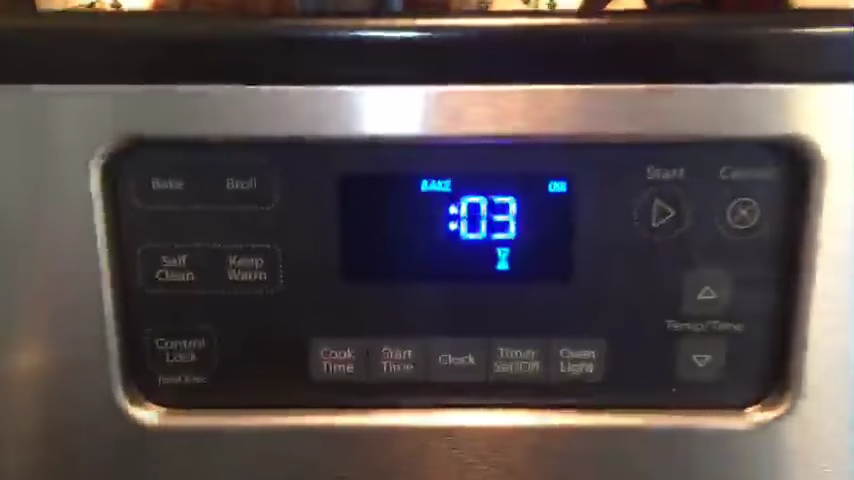 Bake Broil
BAKE ON
:03
Start Cancel
Self Clean
Keep Warm
Temp/Time
Control Lock
Cook Time
Start Time
Clock
Timer Set/Off
Oven Light